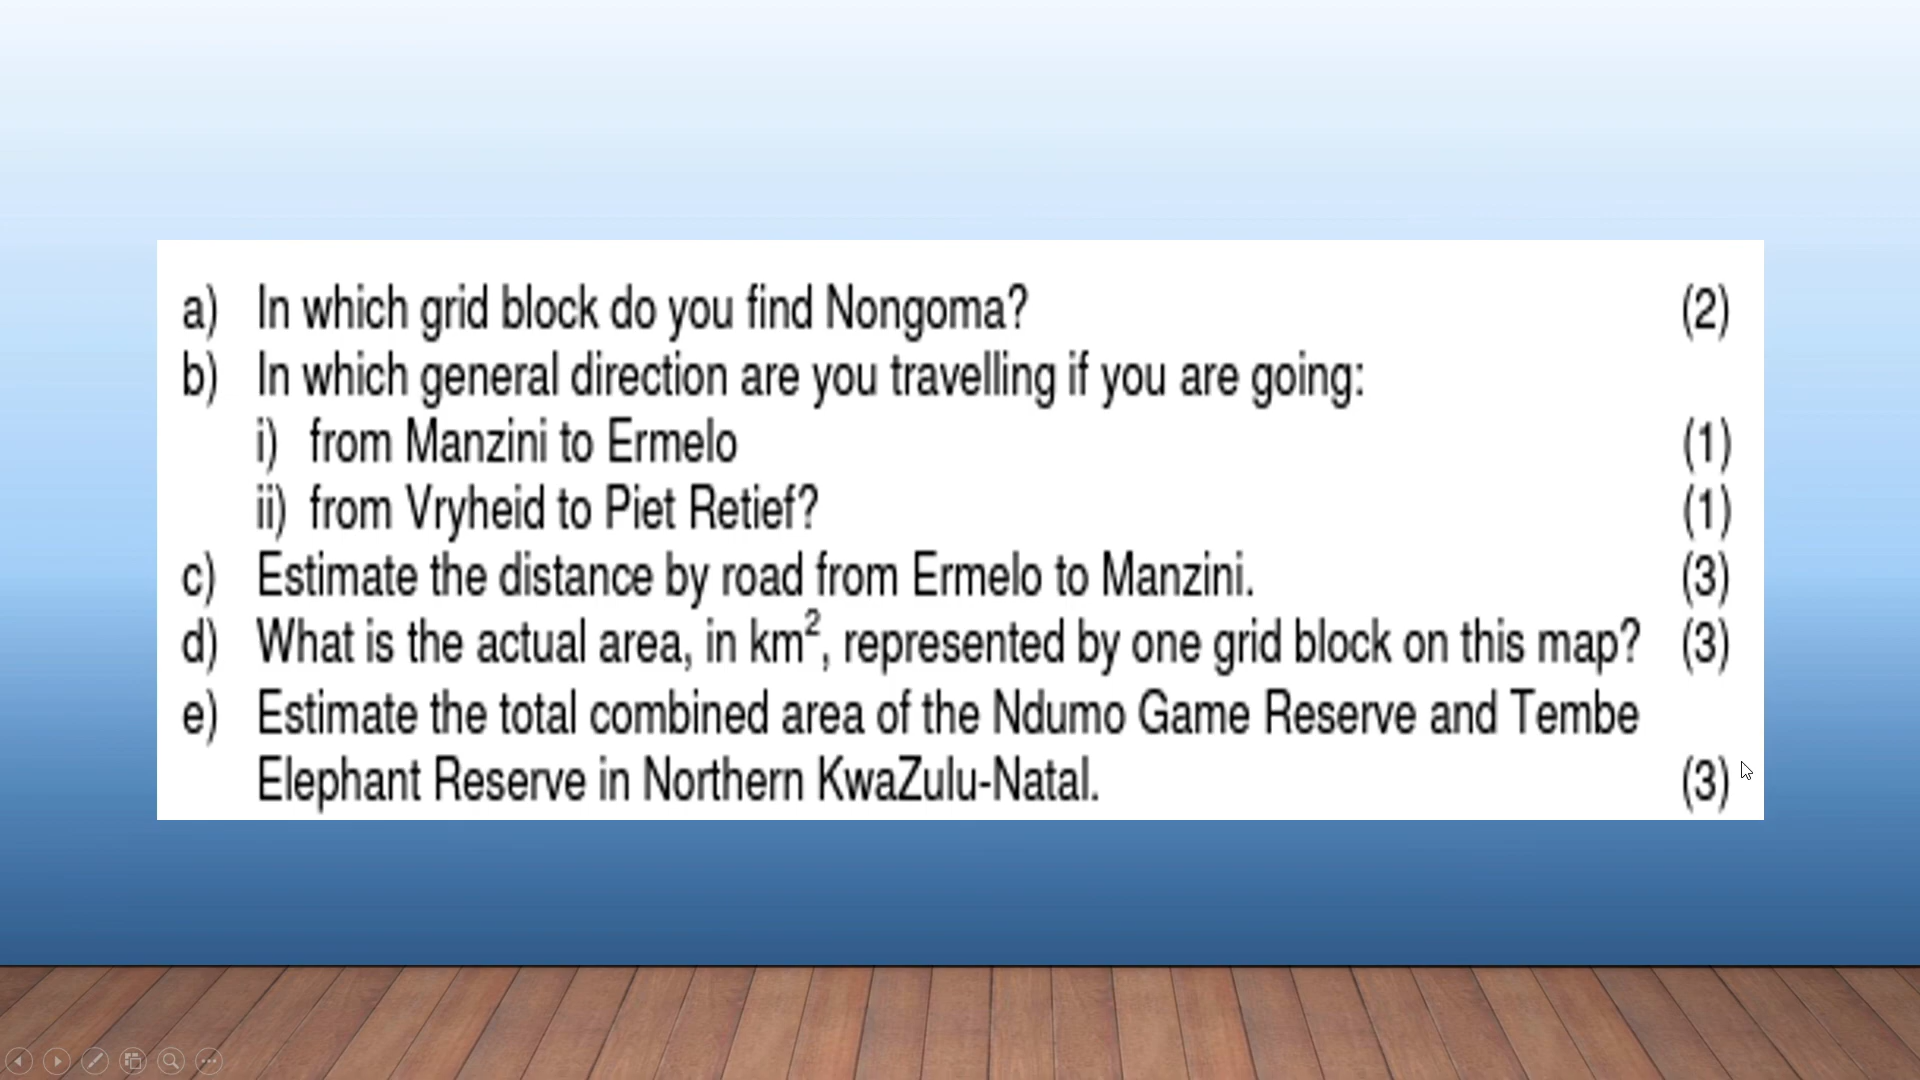 a) In which grid block do you find Nongoma? (2)
b) In which general direction are you travelling if you are going:
i) from Manzini to Ermelo (1)
ii) from Vryheid to Piet Retief? (1)
c) Estimate the distance by road from Ermelo to Manzini. (3)
d) What is the actual area, in km², represented by one grid block on this map? (3)
e) Estimate the total combined area of the Ndumo Game Reserve and Tembe
Elephant Reserve in Northern KwaZulu-Natal. (3)